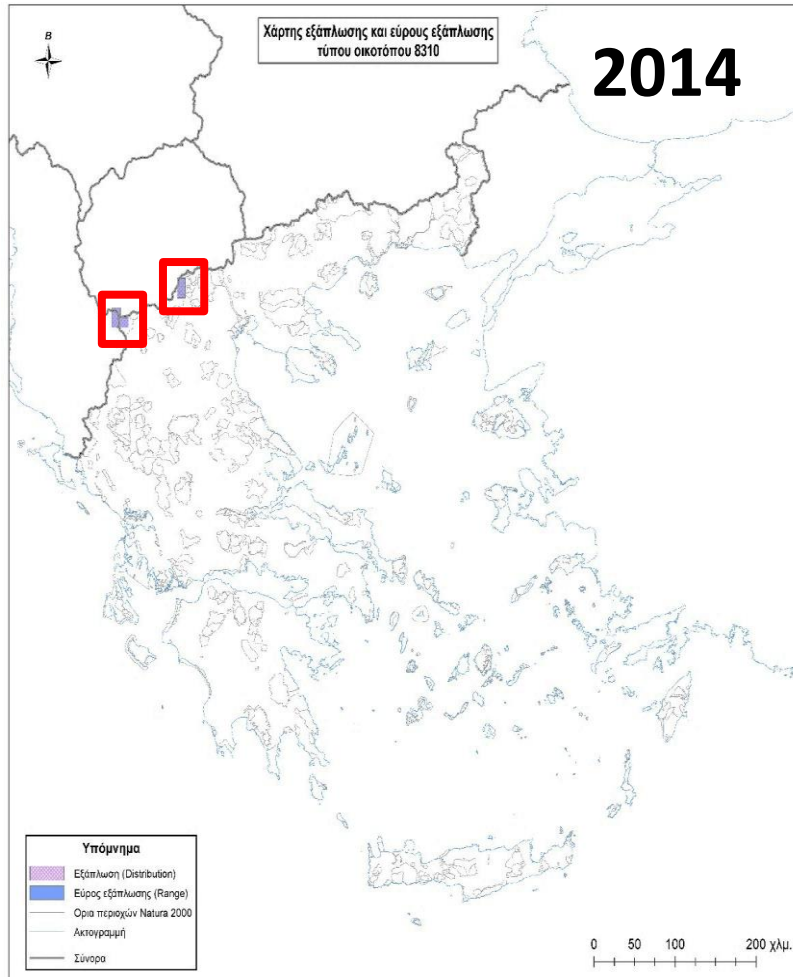 Χάρτης εξάπλωσης και εύρους εξάπλωσης
τύπου οικοτόπου 8310
2014
Β
Υπόμνημα
Εξάπλωση (Distribution)
Εύρος εξάπλωσης (Range)
Ορια περιοχών Natura 2000
Ακτογραμμή
Σύνορα
0 50 100 200 χλμ.